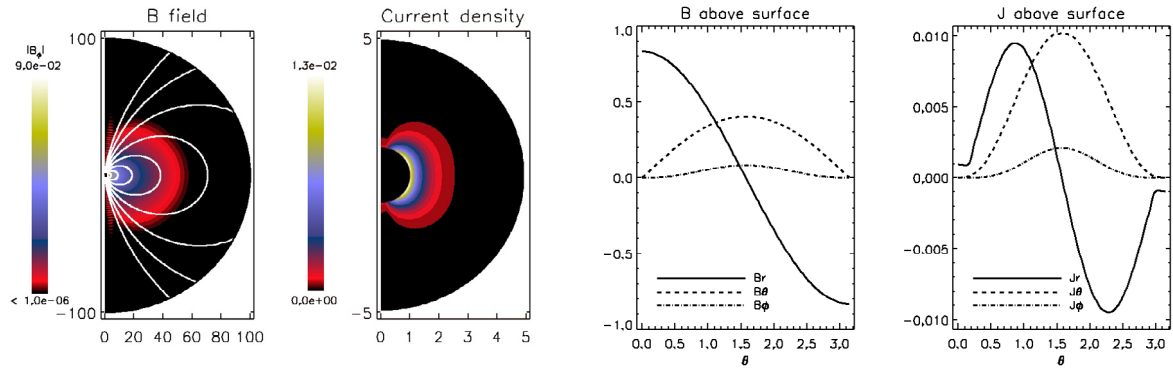 B field
|Bϕ|
9.0e−02
< 1.0e−06
100
−100
0 20 40 60 80 100
Current density
1.3e−02
0.0e+00
5
−5
0 1 2 3 4 5
B above surface
1.0
0.5
0.0
−0.5
−1.0
Br
Bθ
Bϕ
0.0 0.5 1.0 1.5 2.0 2.5 3.0
θ
J above surface
0.010
0.005
0.000
−0.005
−0.010
Jr
Jθ
Jϕ
0.0 0.5 1.0 1.5 2.0 2.5 3.0
θ